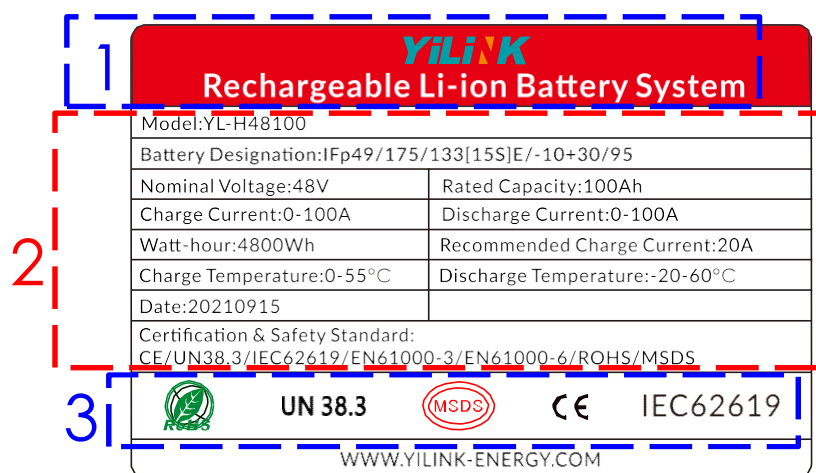 1
YiLiNK
Rechargeable Li-ion Battery System
2
Model:YL-H48100
Battery Designation:IFp49/175/133[15S]E/-10+30/95
Nominal Voltage:48V Rated Capacity:100Ah
Charge Current:0-100A Discharge Current:0-100A
Watt-hour:4800Wh Recommended Charge Current:20A
Charge Temperature:0-55°C Discharge Temperature:-20-60°C
Date:20210915
Certification & Safety Standard:
CE/UN38.3/IEC62619/EN61000-3/EN61000-6/ROHS/MSDS
3
RoHS UN 38.3 MSDS CE IEC62619
WWW.YILINK-ENERGY.COM